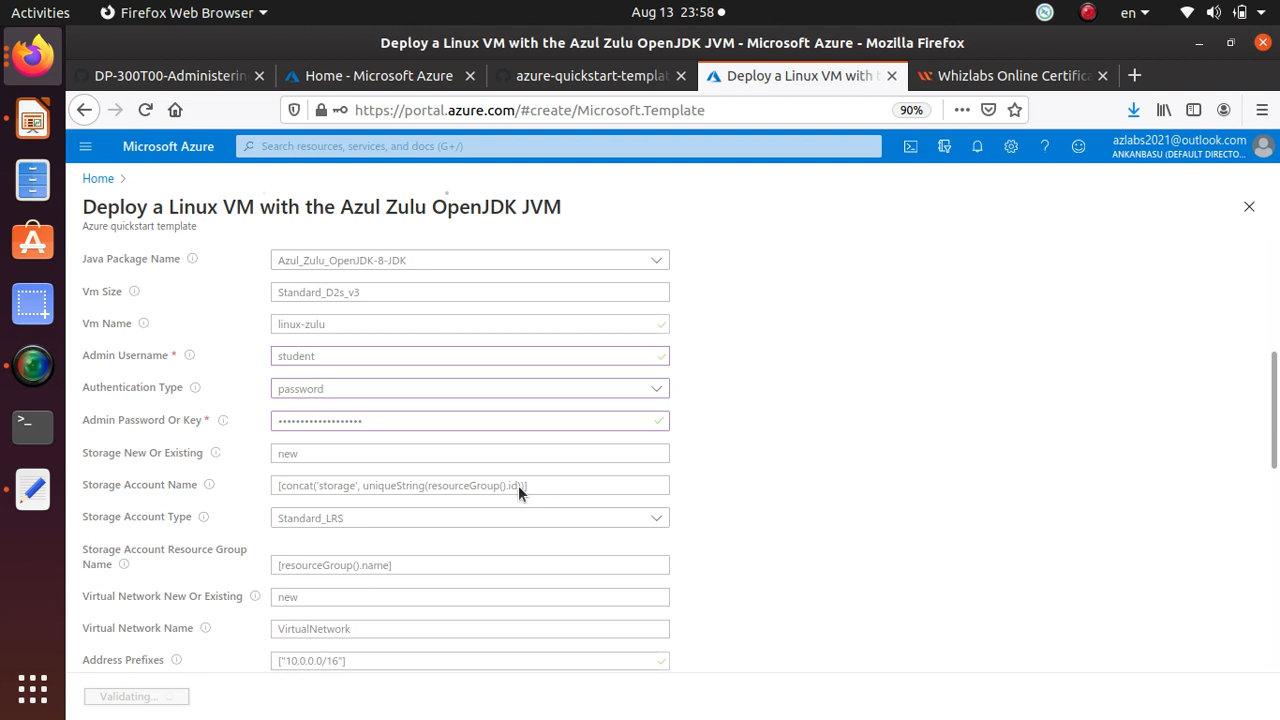 Activities
Firefox Web Browser
Aug 13 23:58
en
Deploy a Linux VM with the Azul Zulu OpenJDK JVM - Microsoft Azure - Mozilla Firefox
DP-300T00-Administerin
Home - Microsoft Azure
azure-quickstart-templat
Deploy a Linux VM with t
Whizlabs Online Certifica
https://portal.azure.com/#create/Microsoft.Template
90%
Microsoft Azure
Search resources, services, and docs (G+/)
azlabs2021@outlook.com
ANKANBASU (DEFAULT DIRECTO...
Home
Deploy a Linux VM with the Azul Zulu OpenJDK JVM
Azure quickstart template
Java Package Name
Azul_Zulu_OpenJDK-8-JDK
Vm Size
Standard_D2s_v3
Vm Name
linux-zulu
Admin Username *
student
Authentication Type
password
Admin Password Or Key *
Storage New Or Existing
new
Storage Account Name
[concat('storage', uniqueString(resourceGroup().id))]
Storage Account Type
Standard_LRS
Storage Account Resource Group
Name
[resourceGroup().name]
Virtual Network New Or Existing
new
Virtual Network Name
VirtualNetwork
Address Prefixes
["10.0.0.0/16"]
Validating... ...